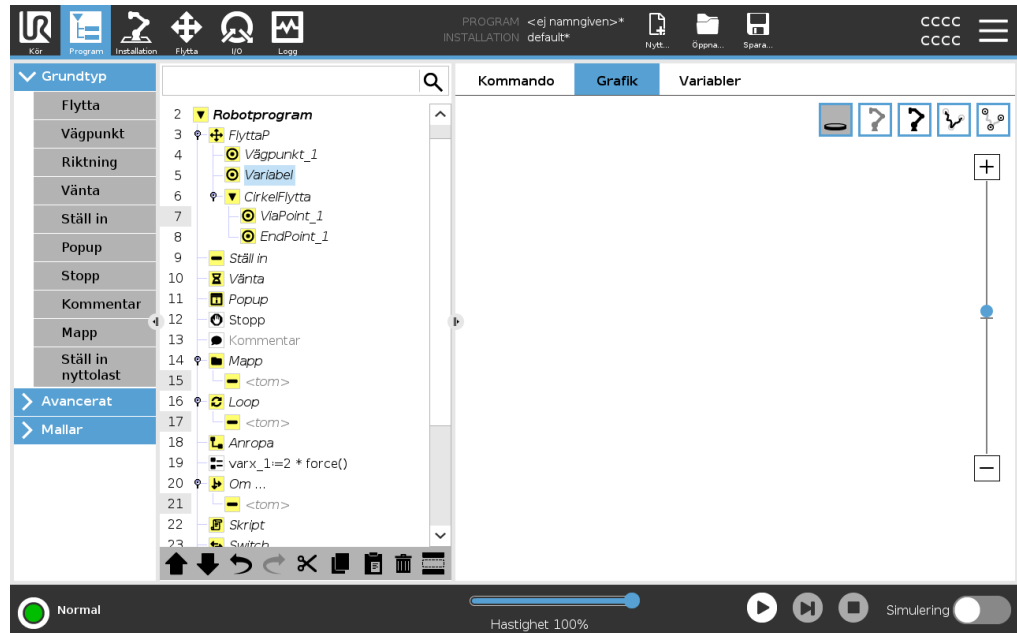 UR
PROGRAM <ej namngiven>*
INSTALLATION default*
Kör
Program
Installation
Flytta
I/O
Logg
Nytt...
Öppna...
Spara...
CCCC
CCCC
Grundtyp
Flytta
Vägpunkt
Riktning
Vänta
Ställ in
Popup
Stopp
Kommentar
Mapp
Ställ in
nyttolast
Avancerat
Mallar
2 Robotprogram
3 FlyttaP
4 Vägpunkt_1
5 Variabel
6 CirkelFlytta
7 ViaPoint_1
8 EndPoint_1
9 Ställ in
10 Vänta
11 Popup
12 Stopp
13 Kommentar
14 Mapp
15 <tom>
16 Loop
17 <tom>
18 Anropa
19 varx_1:=2 * force()
20 Om ...
21 <tom>
22 Skript
23 Switch
Kommando
Grafik
Variabler
Normal
Hastighet 100%
Simulering